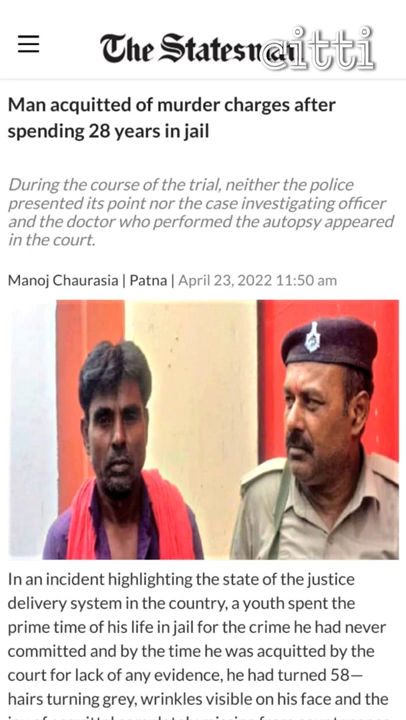 The Statesman
@itti
Man acquitted of murder charges after
spending 28 years in jail
During the course of the trial, neither the police
presented its point nor the case investigating officer
and the doctor who performed the autopsy appeared
in the court.
Manoj Chaurasia | Patna | April 23, 2022 11:50 am
In an incident highlighting the state of the justice
delivery system in the country, a youth spent the
prime time of his life in jail for the crime he had never
committed and by the time he was acquitted by the
court for lack of any evidence, he had turned 58—
hairs turning grey, wrinkles visible on his face and the